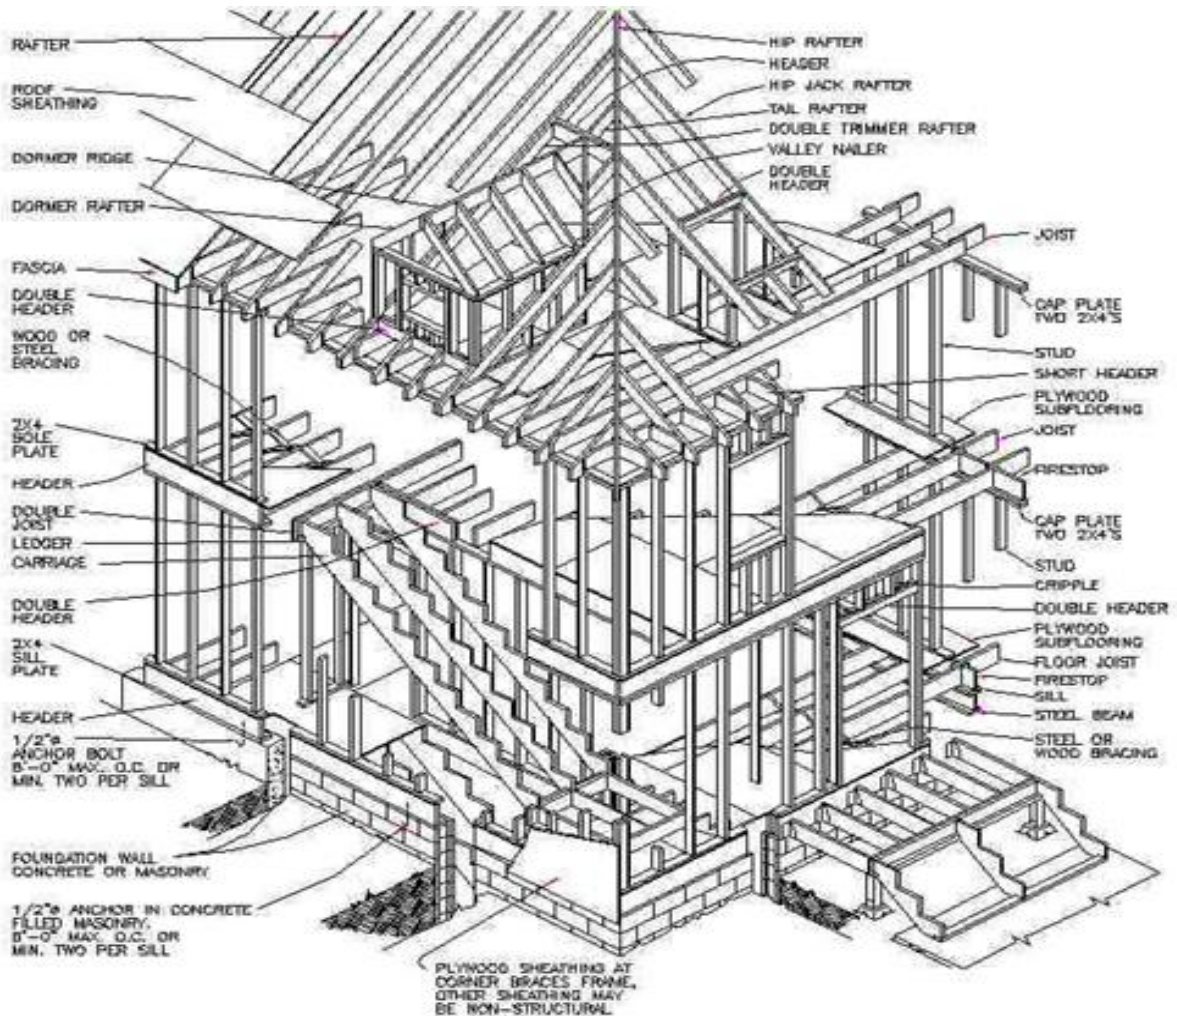 RAFTER
ROOF
SHEATHING
DORMER RIDGE
DORMER RAFTER
FASCIA
DOUBLE
HEADER
WOOD OR
STEEL
BRACING
2X4
SOLE
PLATE
HEADER
DOUBLE
JOIST
LEDGER
CARRIAGE
DOUBLE
HEADER
2X4
SILL
PLATE
HEADER
1/2"ø
ANCHOR BOLT
8'-0" MAX. O.C. OR
MIN. TWO PER SILL
FOUNDATION WALL
CONCRETE OR MASONRY
1/2"ø ANCHOR IN CONCRETE
FILLED MASONRY.
8'-0" MAX. O.C. OR
MIN. TWO PER SILL
PLYWOOD SHEATHING AT
CORNER BRACES FRAME,
OTHER SHEATHING MAY
BE NON-STRUCTURAL
HIP RAFTER
HEADER
HIP JACK RAFTER
TAIL RAFTER
DOUBLE TRIMMER RAFTER
VALLEY NAILER
DOUBLE
HEADER
JOIST
CAP PLATE
TWO 2X4'S
STUD
SHORT HEADER
PLYWOOD
SUBFLOORING
JOIST
FIRESTOP
CAP PLATE
TWO 2X4'S
STUD
CRIPPLE
DOUBLE HEADER
PLYWOOD
SUBFLOORING
FLOOR JOIST
FIRESTOP
SILL
STEEL BEAM
STEEL OR
WOOD BRACING